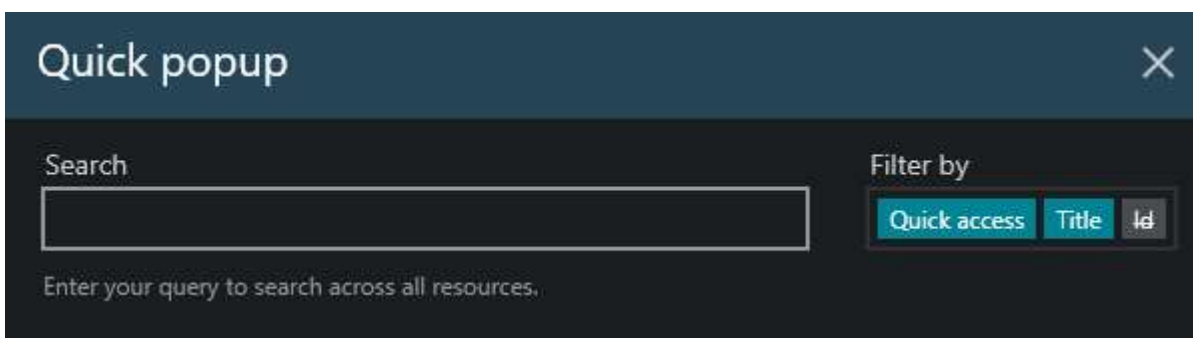 Quick popup
Search
Filter by
Quick access Title Id
Enter your query to search across all resources.